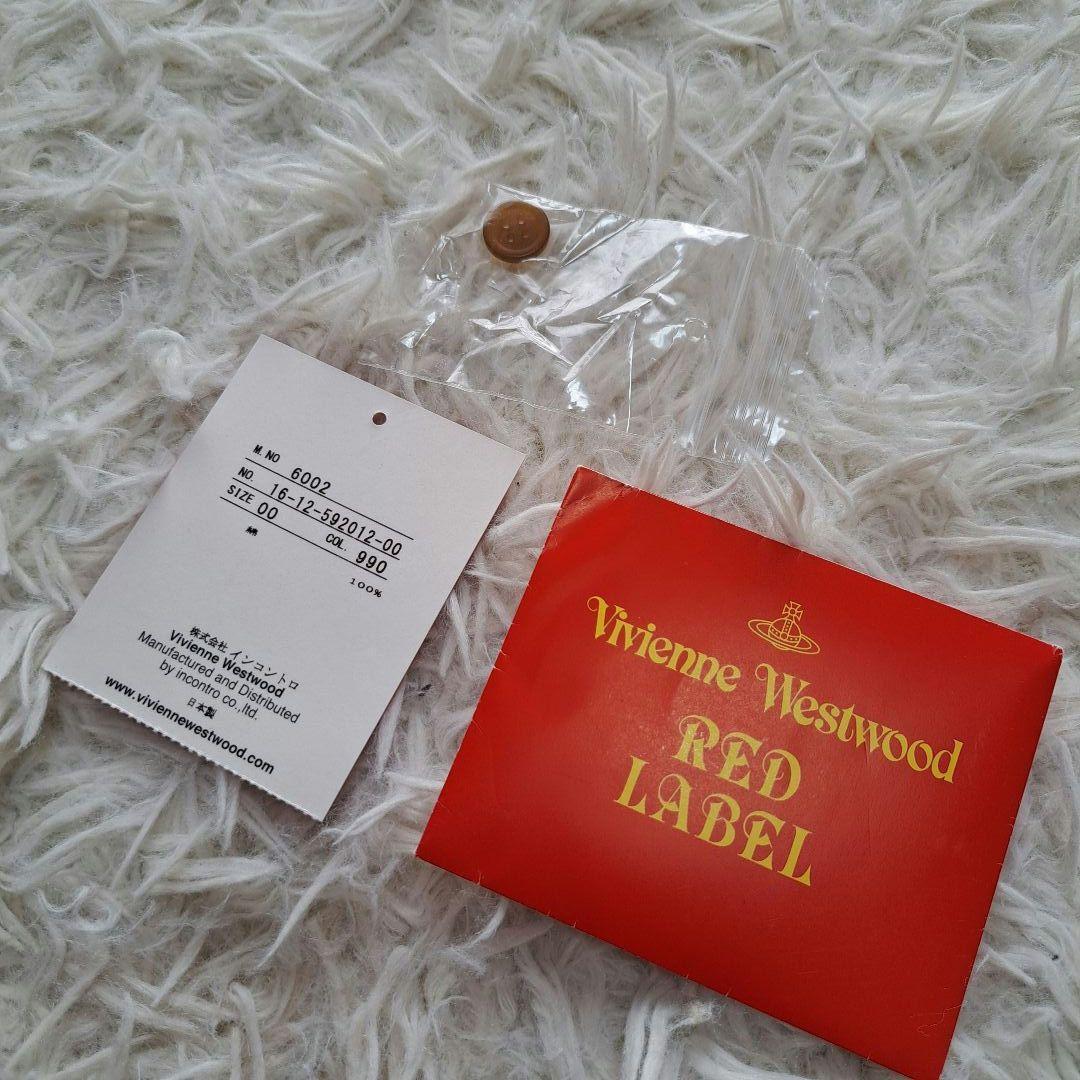 M. NO 6002
NO. 16-12-592012-00
SIZE 00 COL. 990
綿 100%
株式会社 インコントロ
Vivienne Westwood
Manufactured and Distributed
by incontro co.,ltd.
日本製
www.viviennewestwood.com
Vivienne Westwood
RED
LABEL